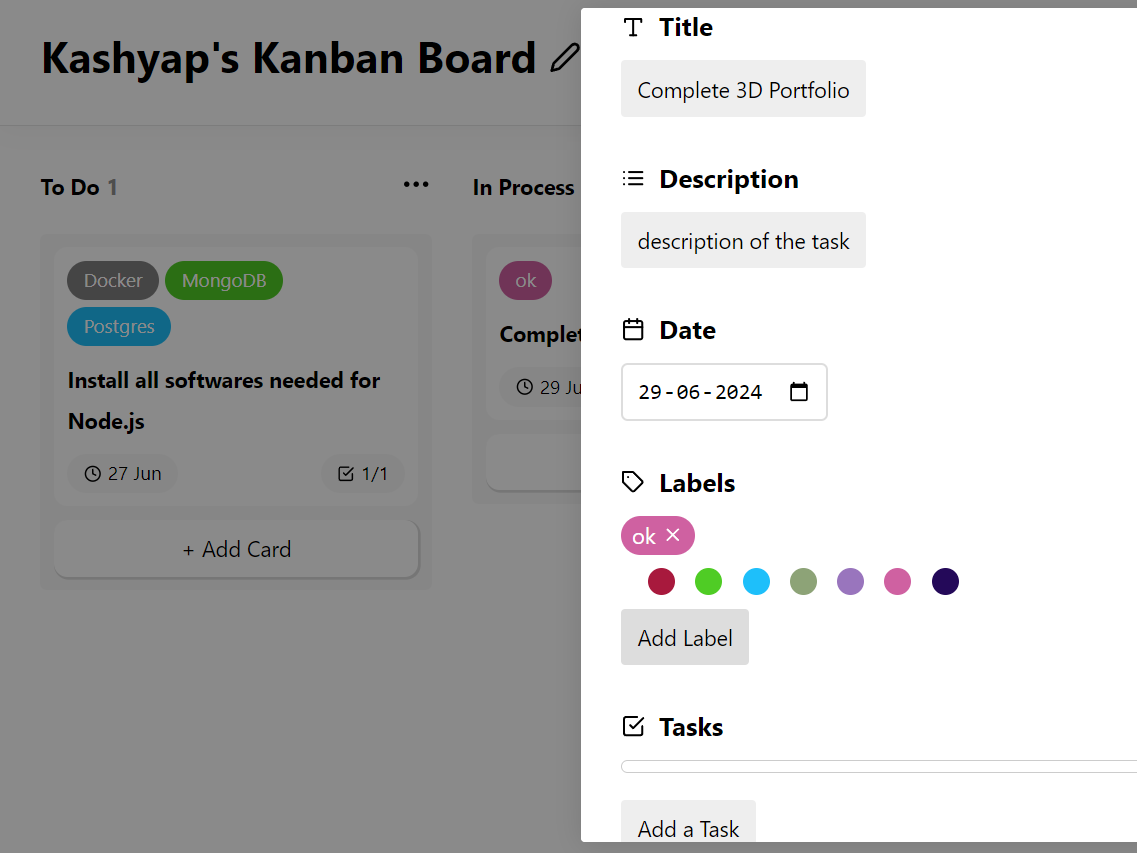 Kashyap's Kanban Board
To Do 1
Docker MongoDB
Postgres
Install all softwares needed for
Node.js
27 Jun 1/1
+ Add Card
In Process
ok
29
Title
Complete 3D Portfolio
Description
description of the task
Date
29-06-2024
Labels
ok
Add Label
Tasks
Add a Task